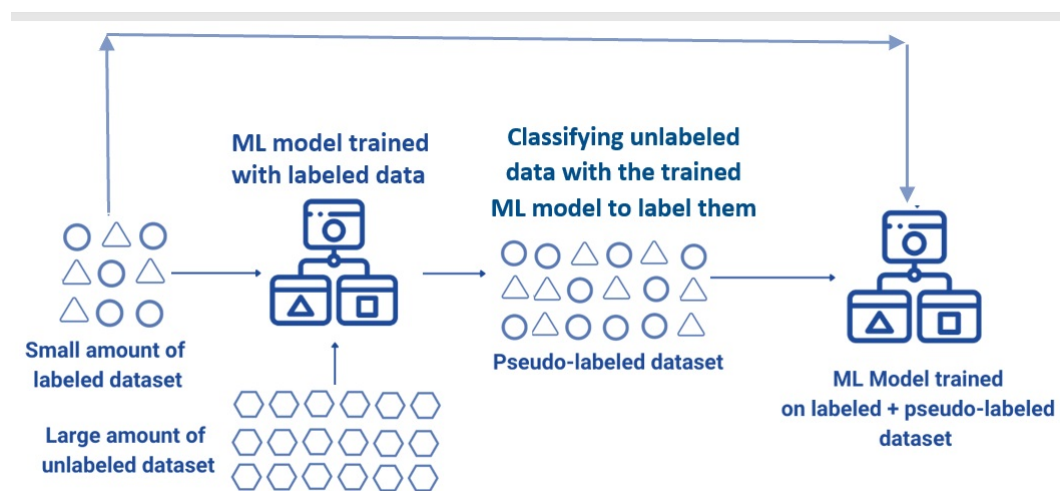 ML model trained
with labeled data
Classifying unlabeled
data with the trained
ML model to label them
Small amount of
labeled dataset
Large amount of
unlabeled dataset
Pseudo-labeled dataset
ML Model trained
on labeled + pseudo-labeled
dataset